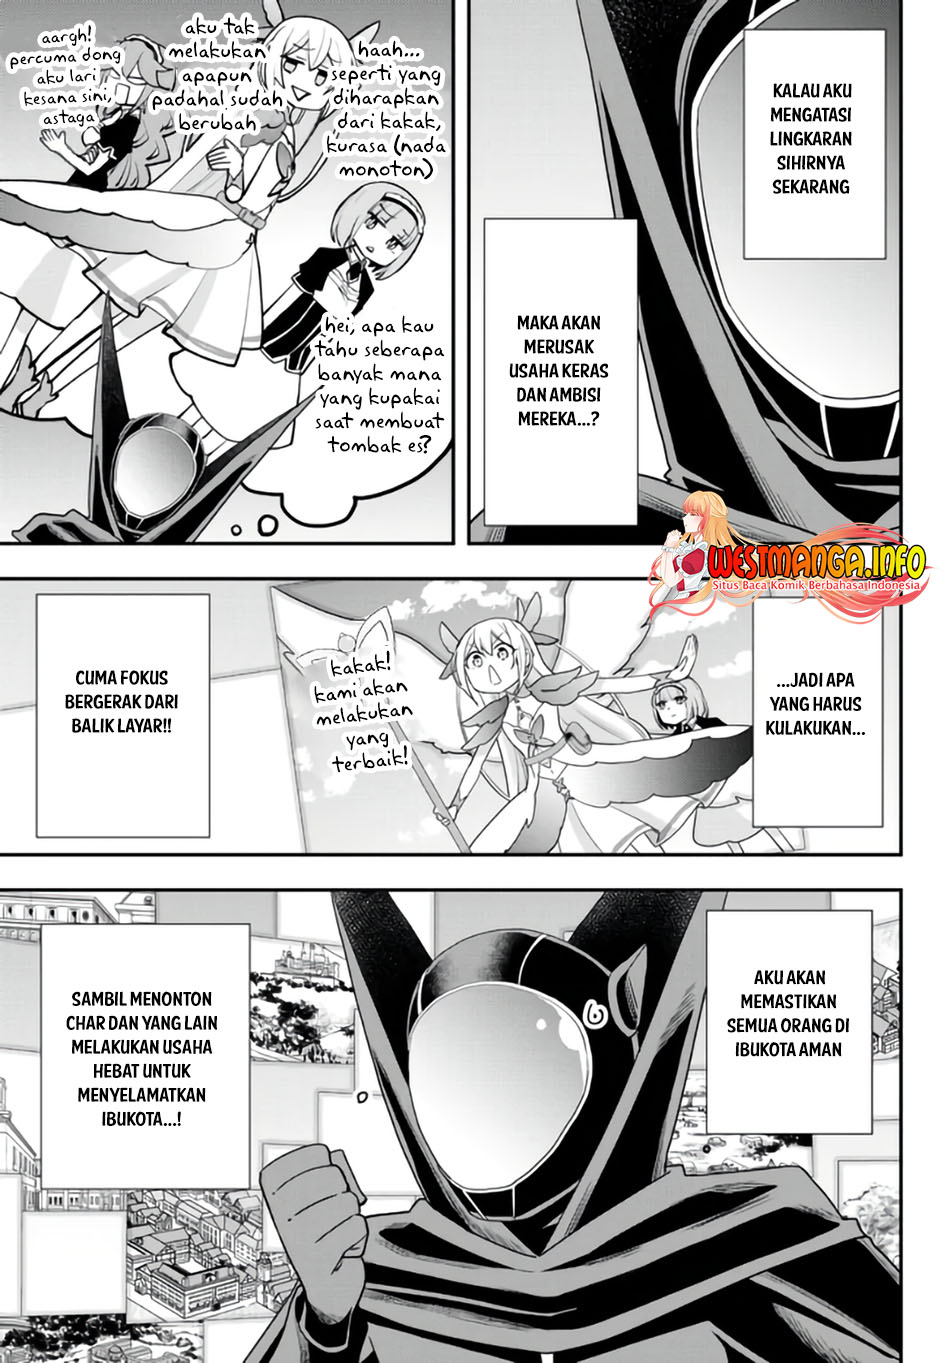 KALAU AKU
MENGATASI
LINGKARAN
SIHIRNYA
SEKARANG
MAKA AKAN
MERUSAK
USAHA KERAS
DAN AMBISI
MEREKA...?
haah...
seperti yang
diharapkan
dari kakak,
kurasa (nada
monoton)
aku tak
melakukan
apapun
padahal sudah
berubah
aargh!
percuma dong
aku lari
kesana sini,
astaga
hei, apa kau
tahu seberapa
banyak mana
yang kupakai
saat membuat
tombak es?
WESTMANGA.INFO
Situs Baca Komik Berbahasa Indonesia
...JADI APA
YANG HARUS
KULAKUKAN...
kakak!
kami akan
melakukan
yang
terbaik!
CUMA FOKUS
BERGERAK DARI
BALIK LAYAR!!
AKU AKAN
MEMASTIKAN
SEMUA ORANG DI
IBUKOTA AMAN
SAMBIL MENONTON
CHAR DAN YANG LAIN
MELAKUKAN USAHA
HEBAT UNTUK
MENYELAMATKAN
IBUKOTA...!